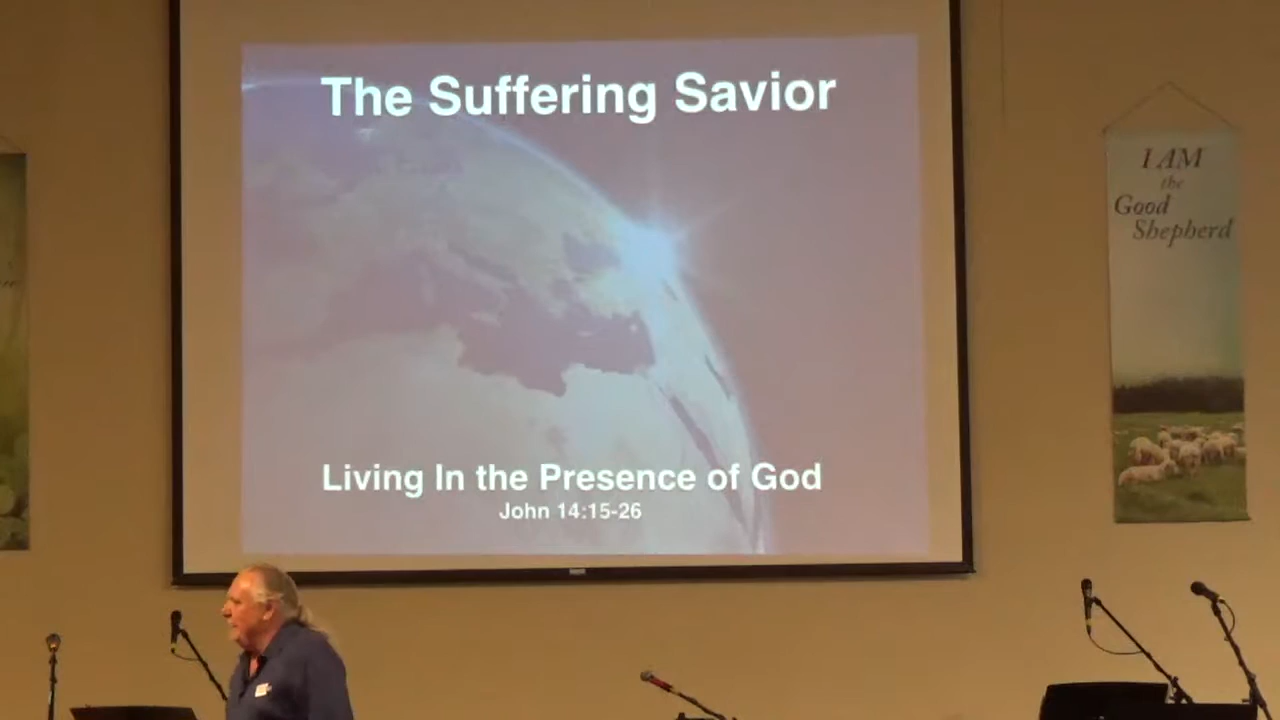 The Suffering Savior
Living In the Presence of God
John 14:15-26
I AM
the
Good
Shepherd